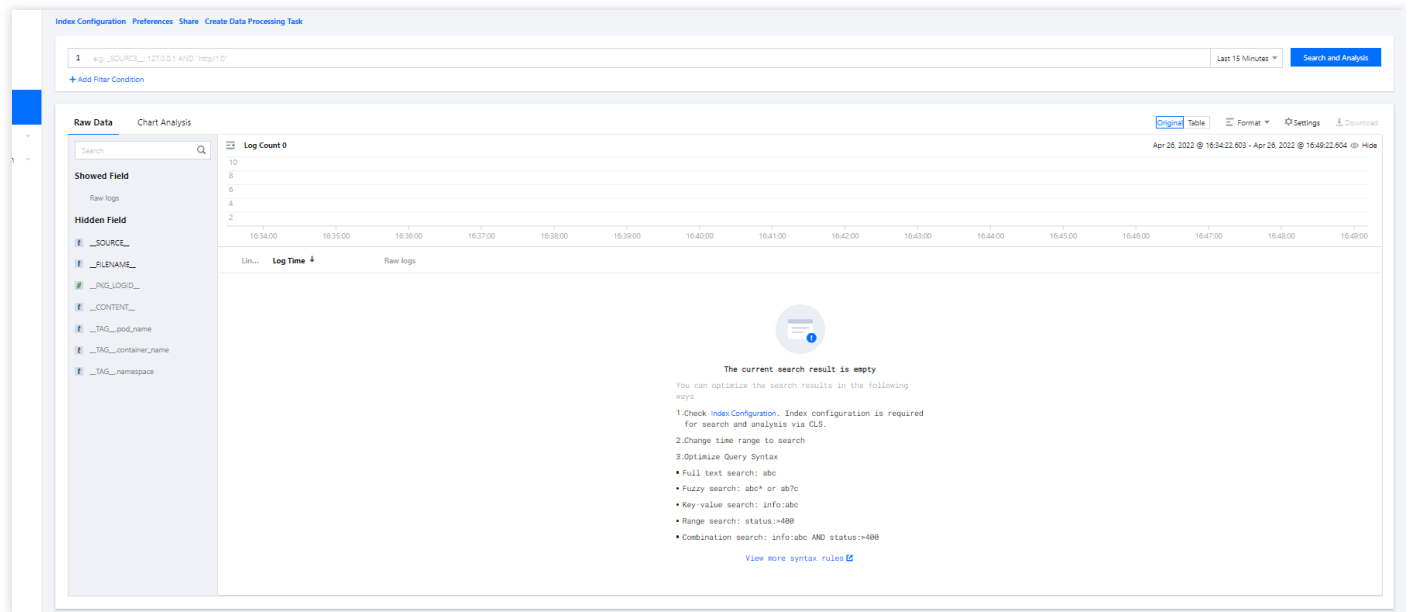 Index Configuration Preferences Share Create Data Processing Task
1 e.g. _SOURCE_: 127.0.0.1 AND "http/1.0"
Last 15 Minutes
Search and Analysis
+ Add Filter Condition
Raw Data Chart Analysis
Original Table Format Settings Download
Search
Log Count 0
Apr 26, 2022 @ 16:34:22.603 - Apr 26, 2022 @ 16:49:22.604 Hide
Showed Field
Raw logs
Hidden Field
t __SOURCE__
t __FILENAME__
# __PKG_LOGID__
t __CONTENT__
t __TAG__.pod_name
t __TAG__.container_name
t __TAG__.namespace
10
8
6
4
2
16:34:00 16:35:00 16:36:00 16:37:00 16:38:00 16:39:00 16:40:00 16:41:00 16:42:00 16:43:00 16:44:00 16:45:00 16:46:00 16:47:00 16:48:00 16:49:00
Lin... Log Time ↓ Raw logs
The current search result is empty
You can optimize the search results in the following
ways
1.Check Index Configuration. Index configuration is required
for search and analysis via CLS.
2.Change time range to search
3.Optimize Query Syntax
• Full text search: abc
• Fuzzy search: abc* or ab?c
• Key-value search: info:abc
• Range search: status:>400
• Combination search: info:abc AND status:>400
View more syntax rules